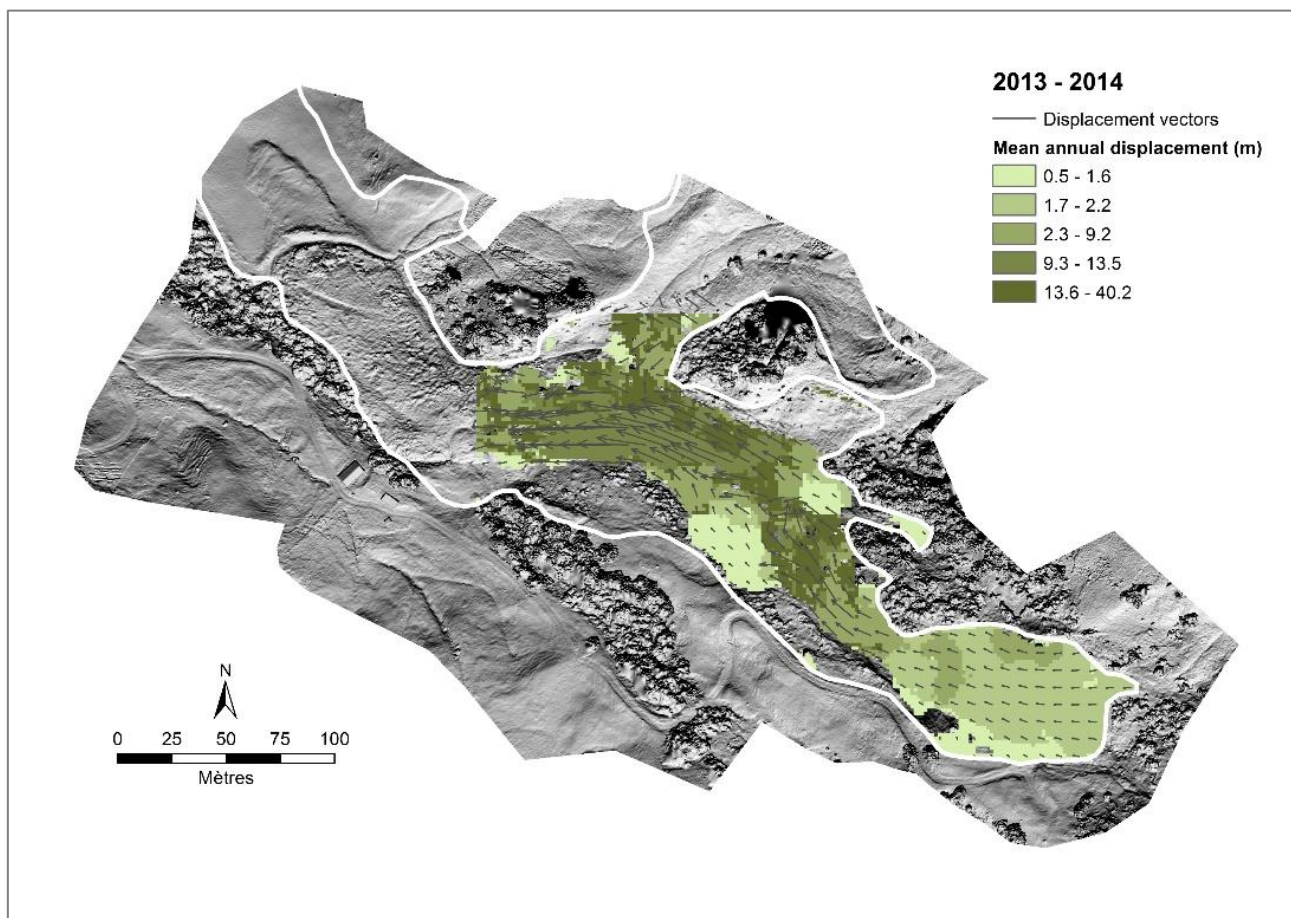 2013 - 2014
Displacement vectors
Mean annual displacement (m)
0.5 - 1.6
1.7 - 2.2
2.3 - 9.2
9.3 - 13.5
13.6 - 40.2
N
0 25 50 75 100
Mètres